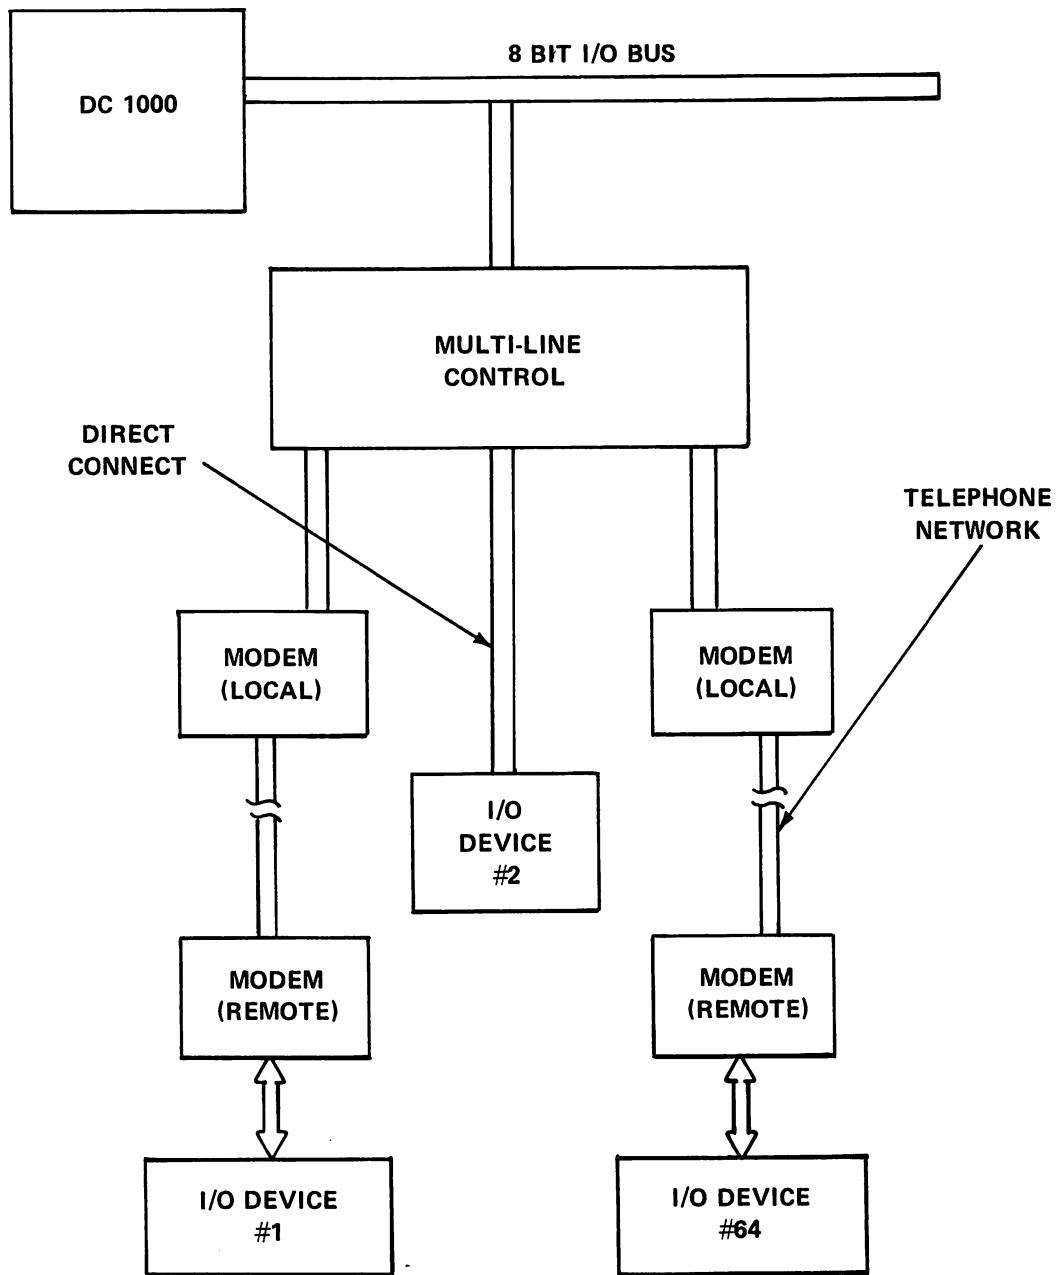 8 BIT I/O BUS
DC 1000
MULTI-LINE
CONTROL
DIRECT
CONNECT
TELEPHONE
NETWORK
MODEM
(LOCAL)
MODEM
(LOCAL)
I/O
DEVICE
#2
MODEM
(REMOTE)
MODEM
(REMOTE)
I/O DEVICE
#1
I/O DEVICE
#64